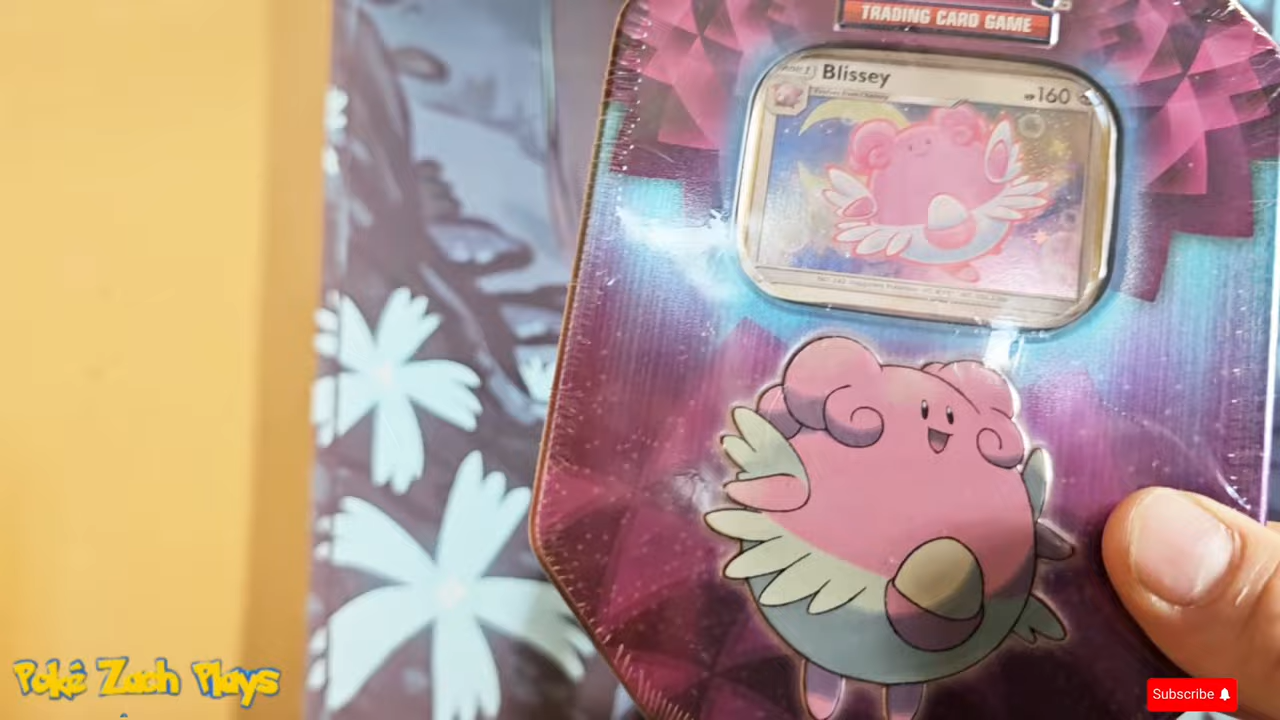 TRADING CARD GAME
Blissey
160
Poké Zach Plays
Subscribe